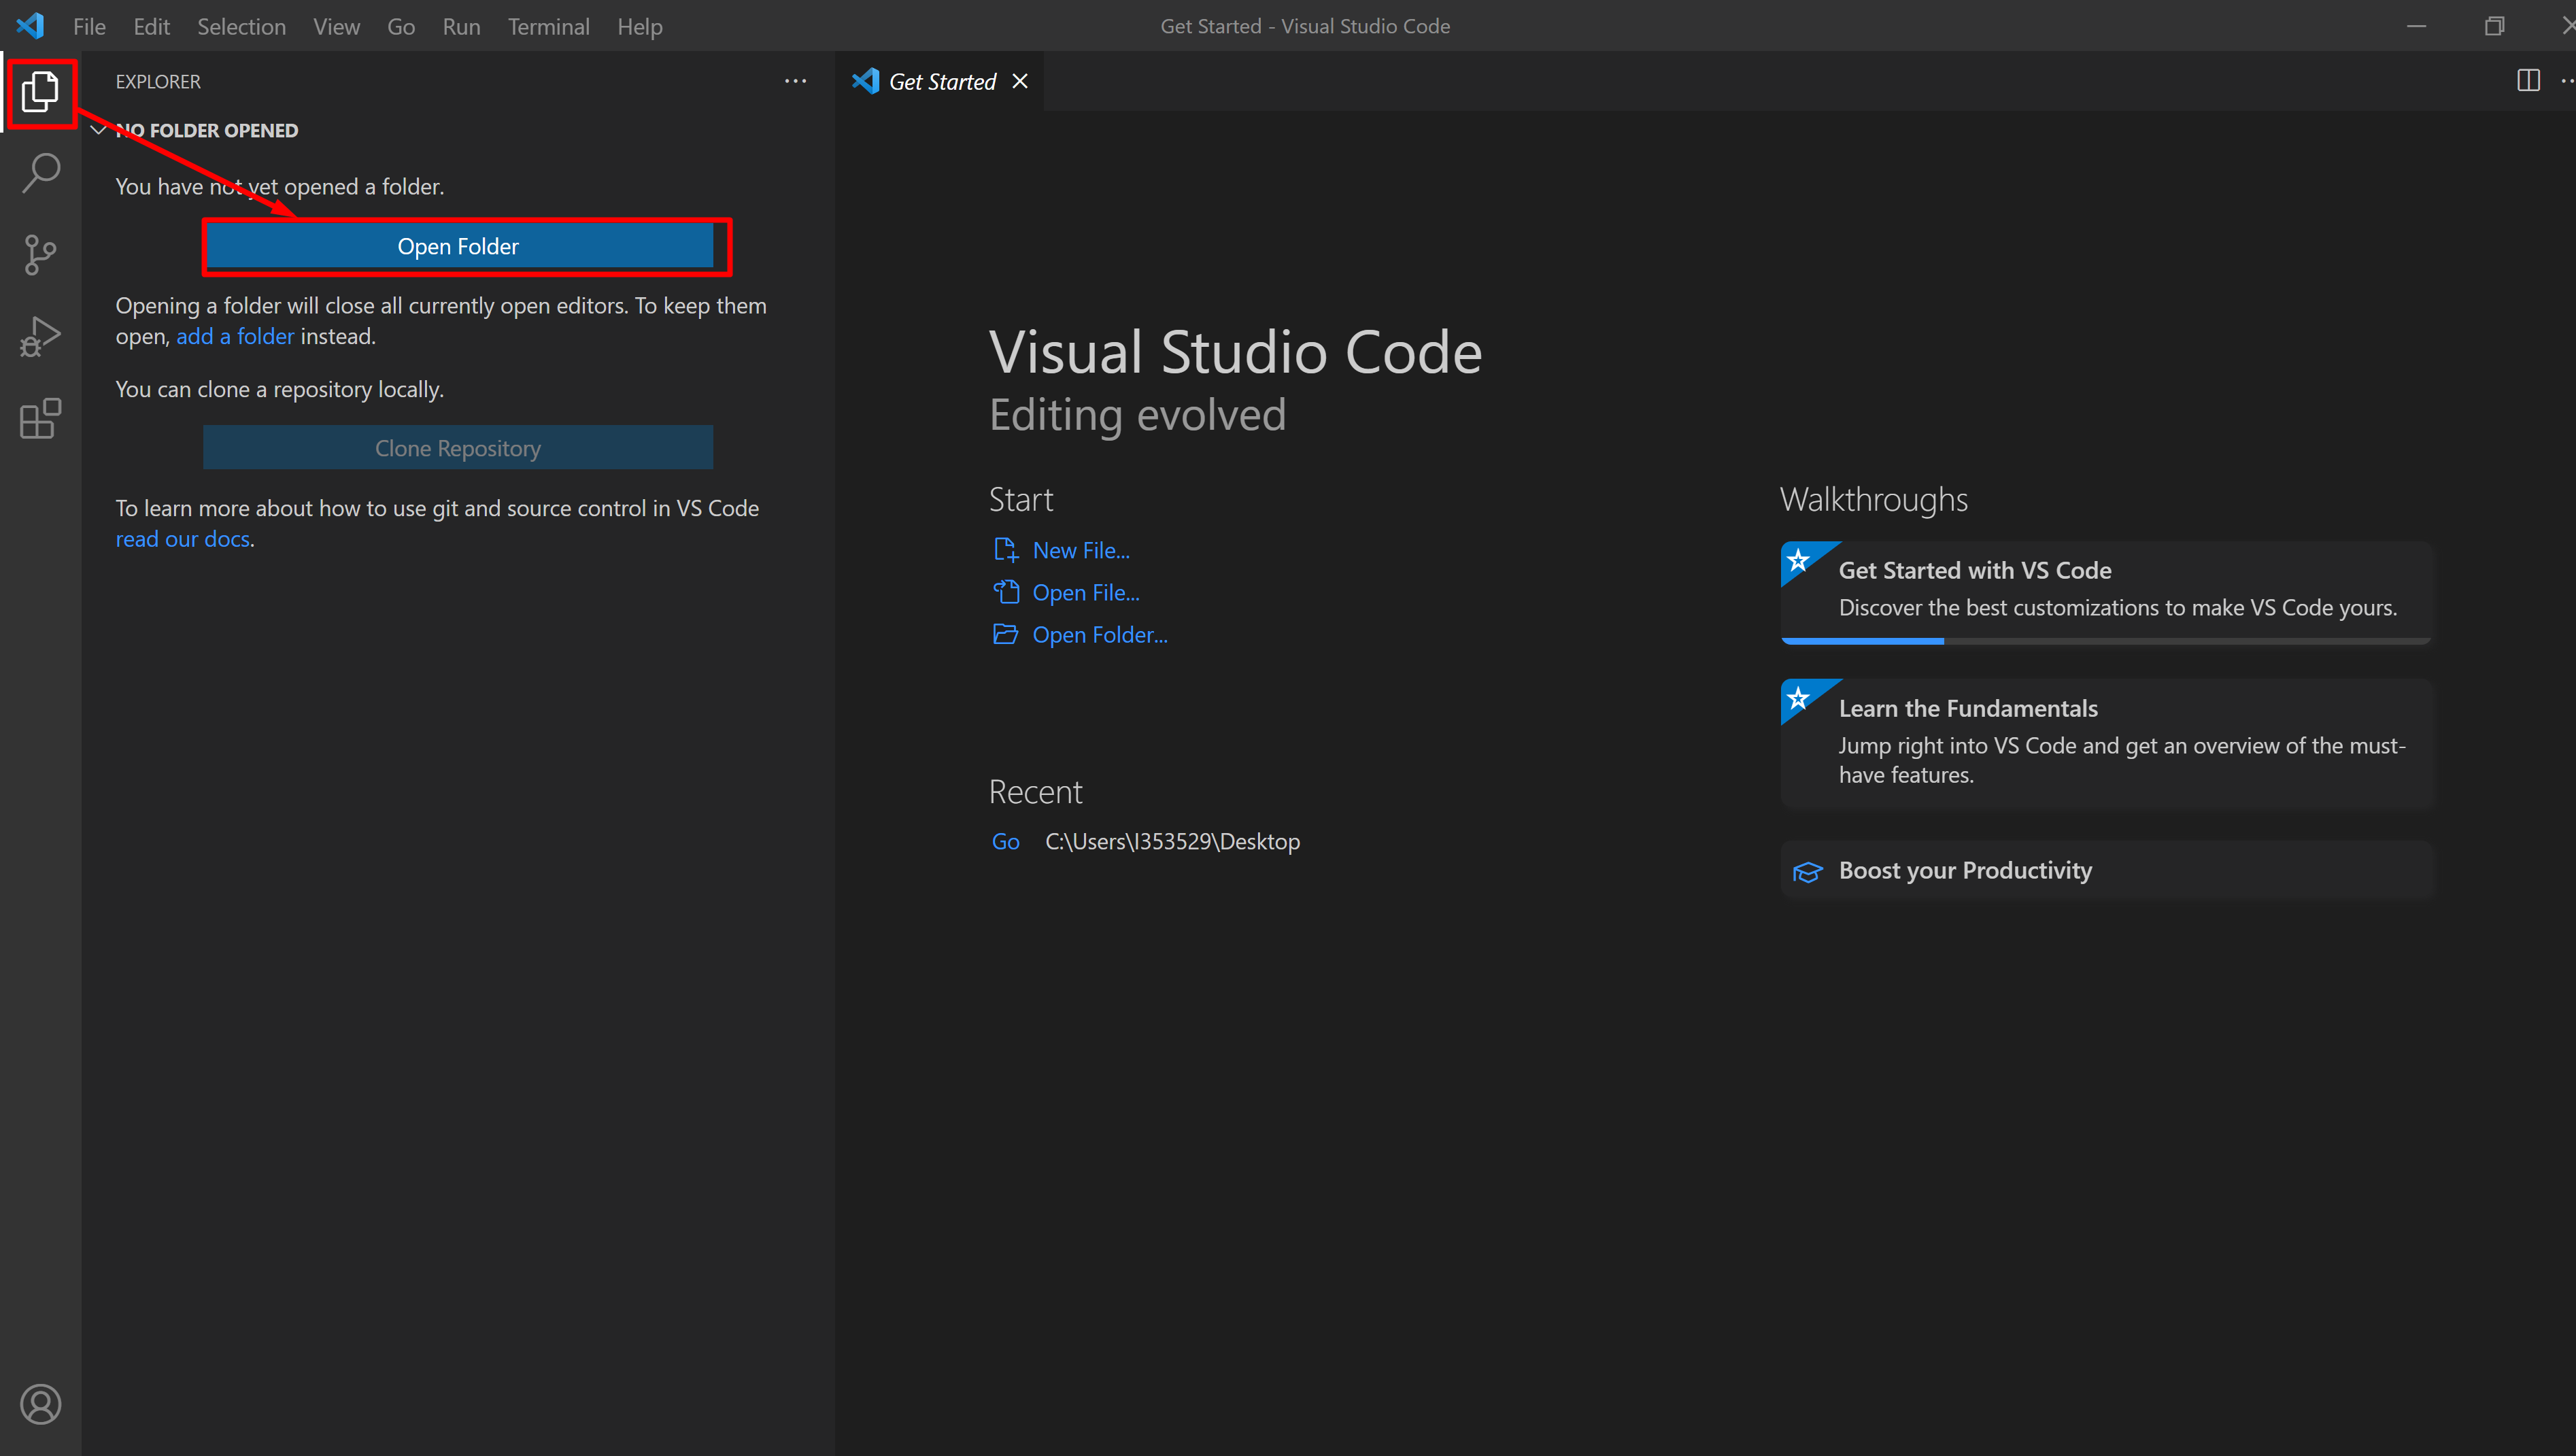 File Edit Selection View Go Run Terminal Help
Get Started - Visual Studio Code
EXPLORER
Get Started
NO FOLDER OPENED
You have not yet opened a folder.
Open Folder
Opening a folder will close all currently open editors. To keep them
open, add a folder instead.
You can clone a repository locally.
Clone Repository
To learn more about how to use git and source control in VS Code
read our docs.
Visual Studio Code
Editing evolved
Start
New File...
Open File...
Open Folder...
Recent
Go C:\Users\I353529\Desktop
Walkthroughs
Get Started with VS Code
Discover the best customizations to make VS Code yours.
Learn the Fundamentals
Jump right into VS Code and get an overview of the must-
have features.
Boost your Productivity